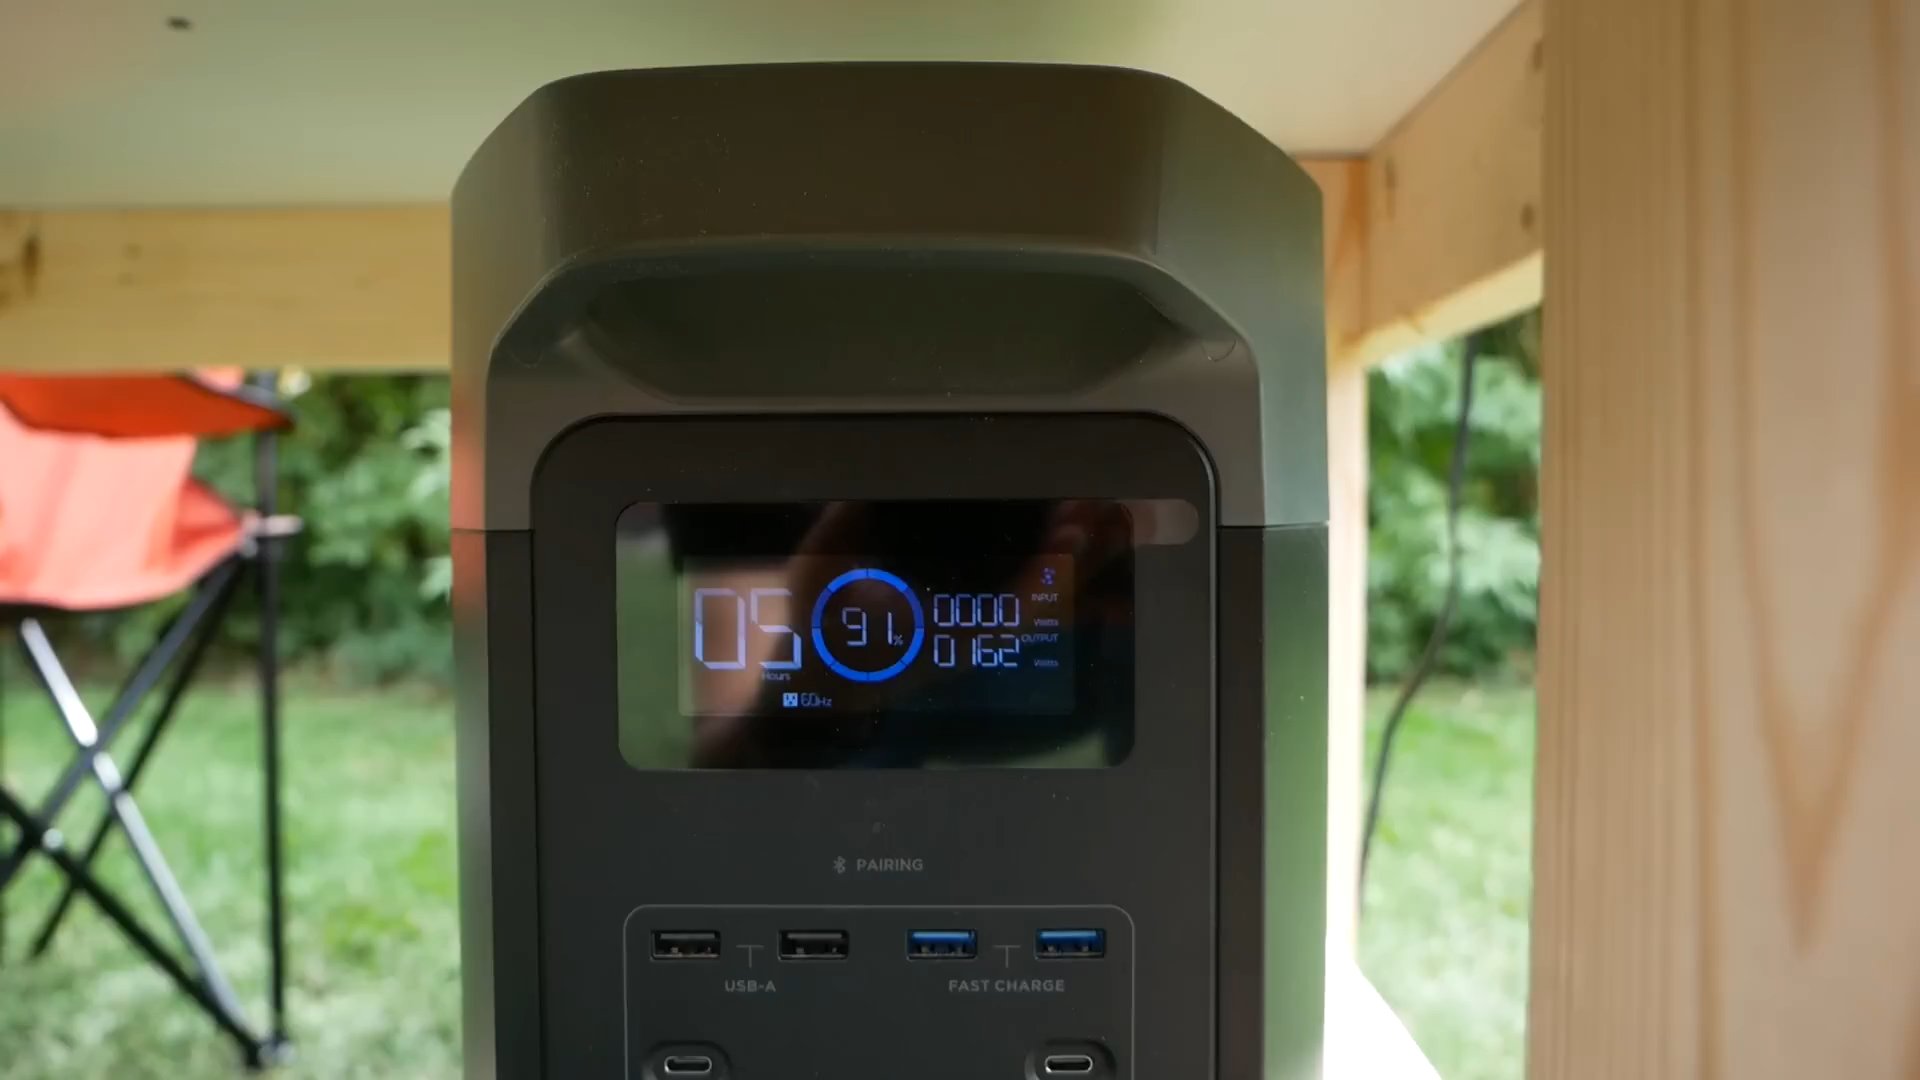 05
Hours
91%
0000
INPUT
Watts
0162
OUTPUT
Watts
60Hz
PAIRING
USB-A
FAST CHARGE